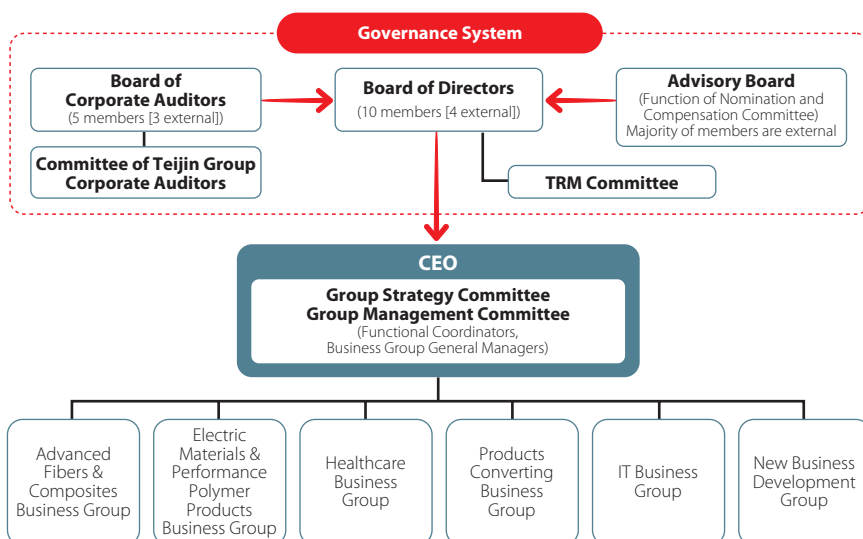 Governance System
Board of
Corporate Auditors
(5 members [3 external])
Committee of Teijin Group
Corporate Auditors
Board of Directors
(10 members [4 external])
Advisory Board
(Function of Nomination and
Compensation Committee)
Majority of members are external
TRM Committee
CEO
Group Strategy Committee
Group Management Committee
(Functional Coordinators,
Business Group General Managers)
Advanced
Fibers &
Composites
Business Group
Electric
Materials &
Performance
Polymer
Products
Business Group
Healthcare
Business
Group
Products
Converting
Business
Group
IT Business
Group
New Business
Development
Group